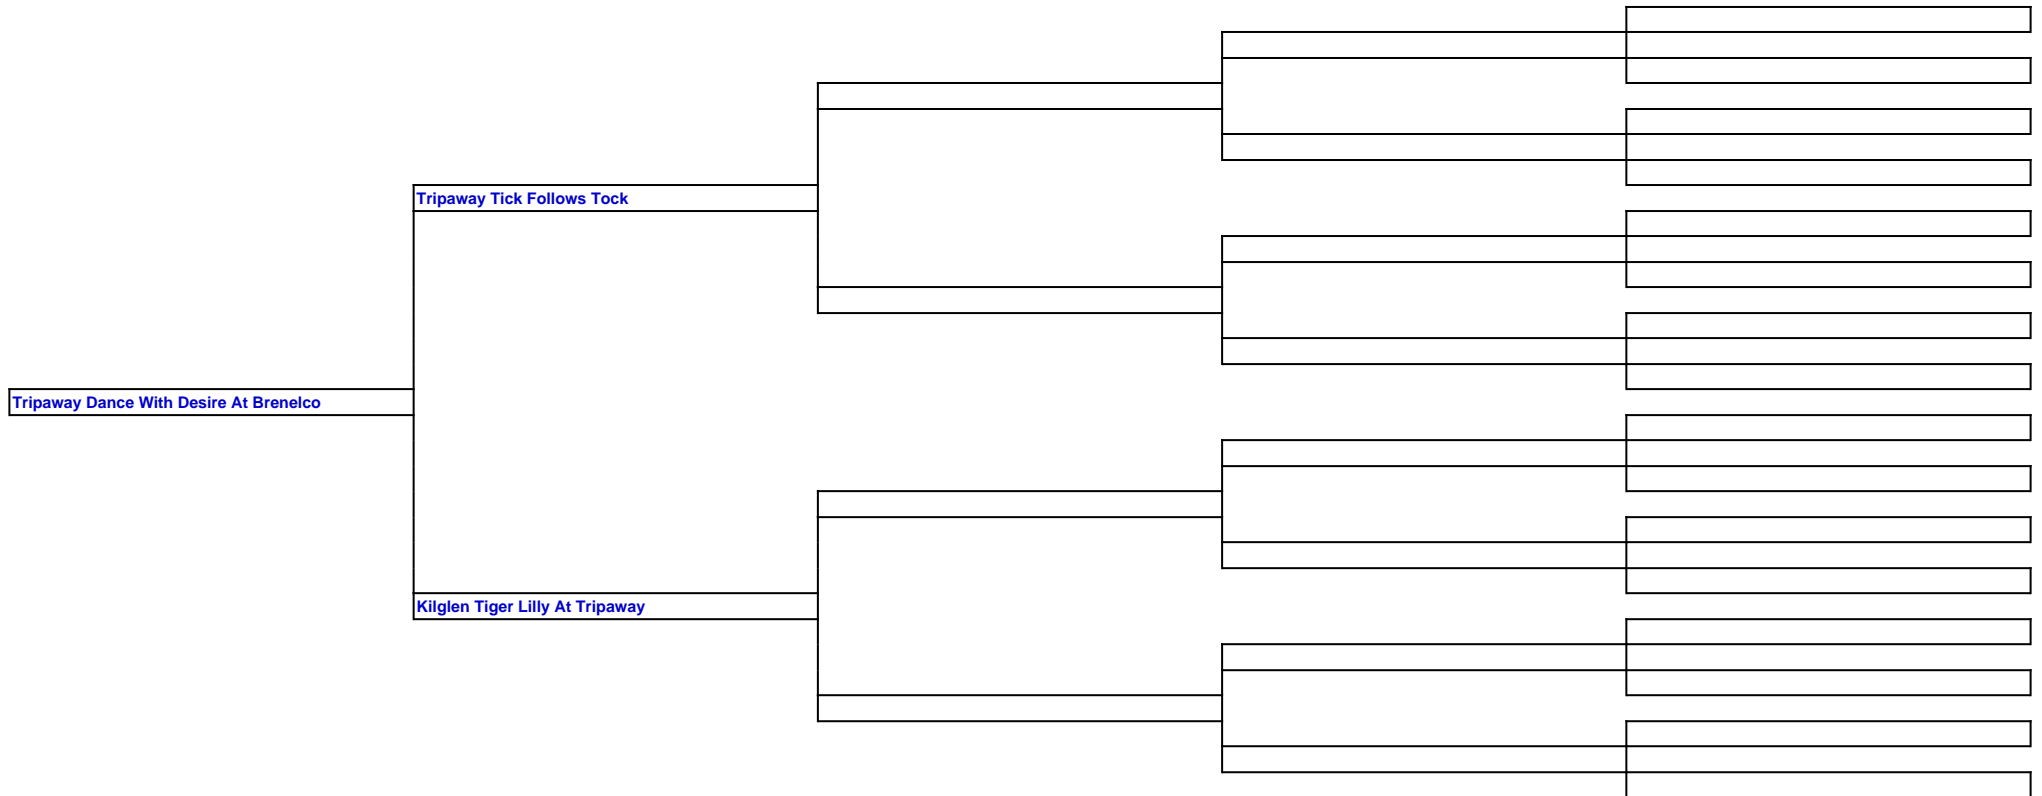 Tripaway Tick Follows Tock
Tripaway Dance With Desire At Brenelco
Kilglen Tiger Lilly At Tripaway